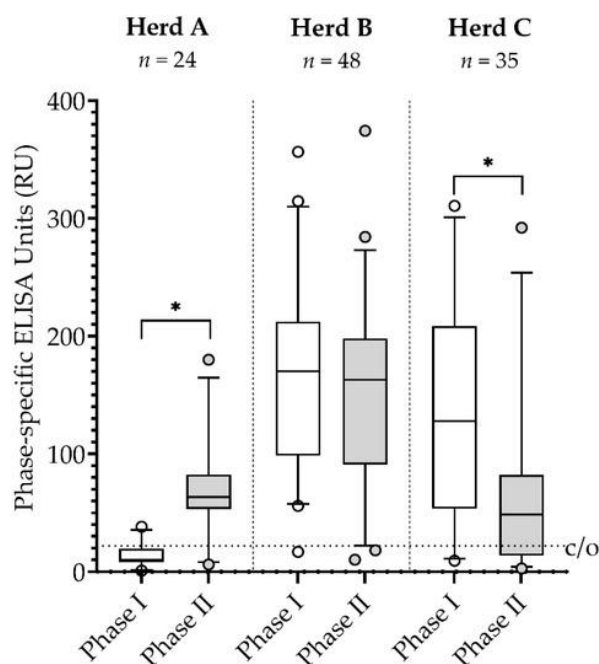 Herd A
Herd B
Herd C
n = 24
n = 48
n = 35
Phase-specific ELISA Units (RU)
400
300
200
100
0
*
*
c/o
Phase I
Phase II
Phase I
Phase II
Phase I
Phase II